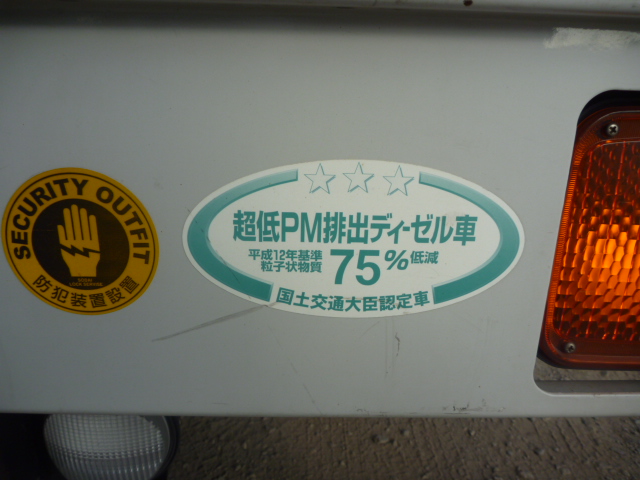 SECURITY OUTFIT
防犯装置設置
☆☆☆
超低PM排出ディーゼル車
平成12年基準
粒子状物質
75%低減
国土交通大臣認定車